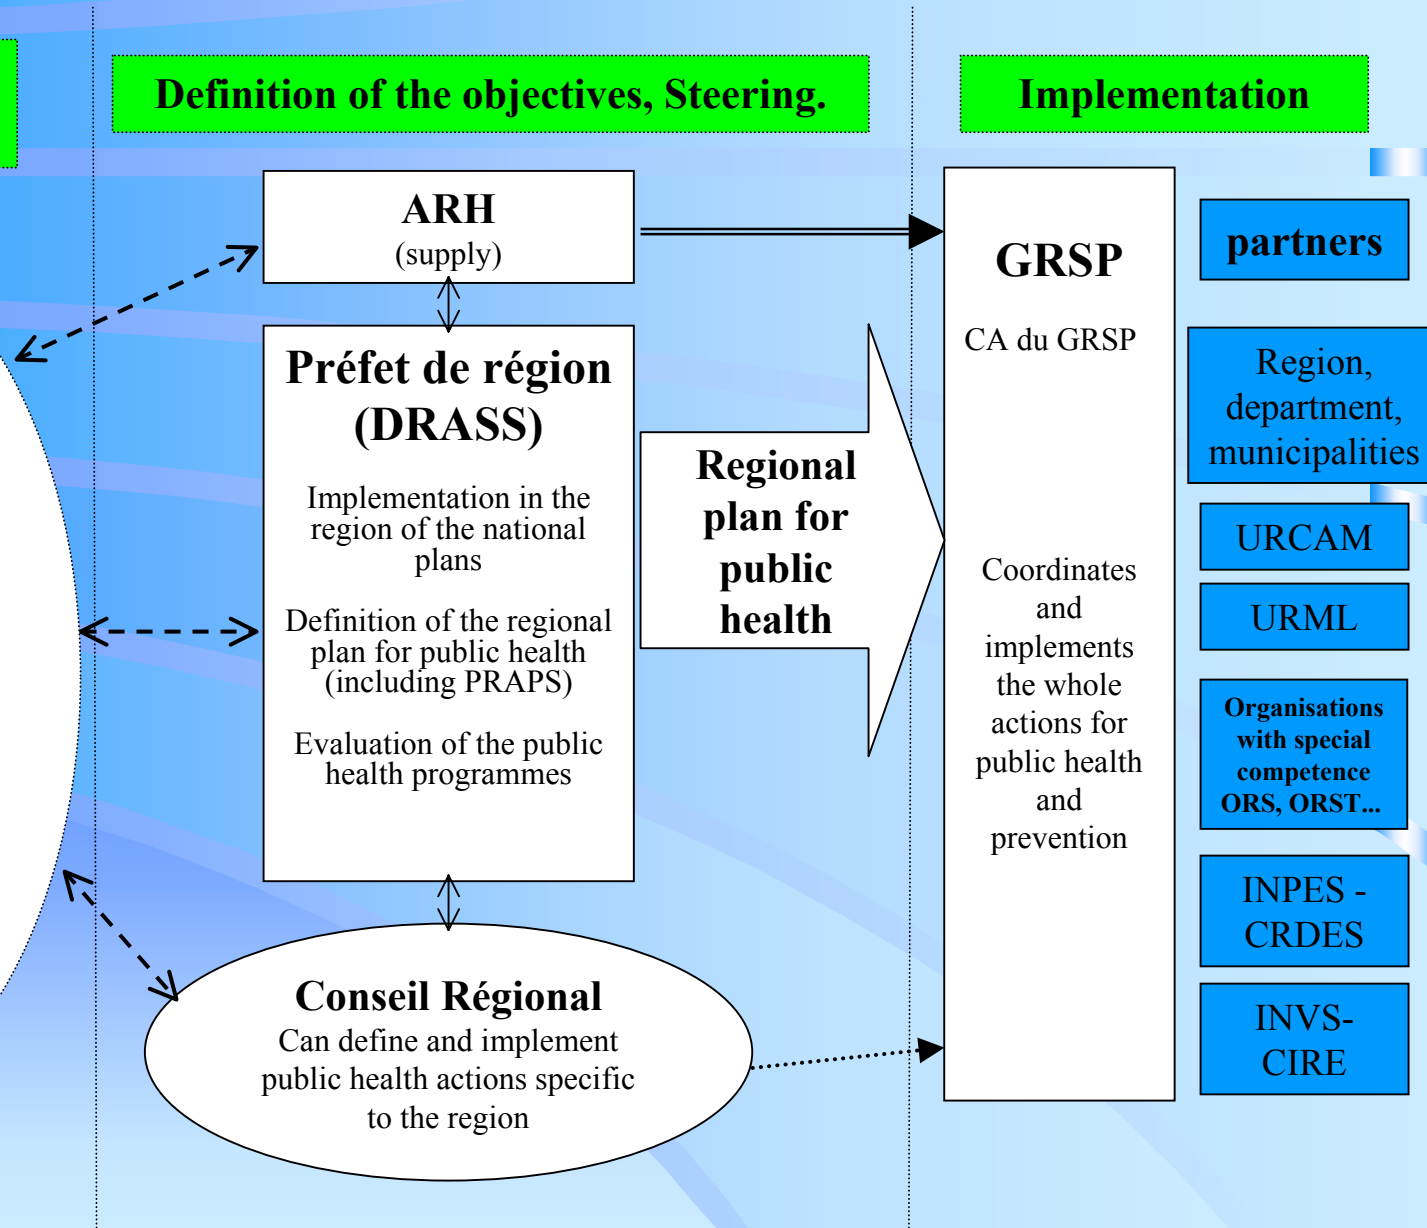 Definition of the objectives, Steering.
Implementation
ARH
(supply)
Préfet de région
(DRASS)
Implementation in the
region of the national
plans
Definition of the regional
plan for public health
(including PRAPS)
Evaluation of the public
health programmes
Conseil Régional
Can define and implement
public health actions specific
to the region
Regional
plan for
public
health
GRSP
CA du GRSP
Coordinates
and
implements
the whole
actions for
public health
and
prevention
partners
Region,
department,
municipalities
URCAM
URML
Organisations
with special
competence
ORS, ORST...
INPES -
CRDES
INVS-
CIRE